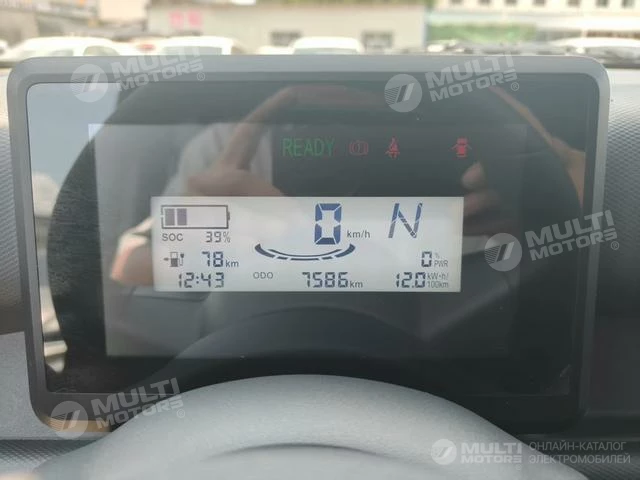 MULTI MOTORS
MULTI MOTORS
READY
0 km/h N
SOC 39%
78 km
0 % PWR
12:43 ODO 7586 km 12.0 kW·h/100km
MULTI MOTORS
MULTI MOTORS
MULTI MOTORS ОНЛАЙН-КАТАЛОГ ЭЛЕКТРОМОБИЛЕЙ